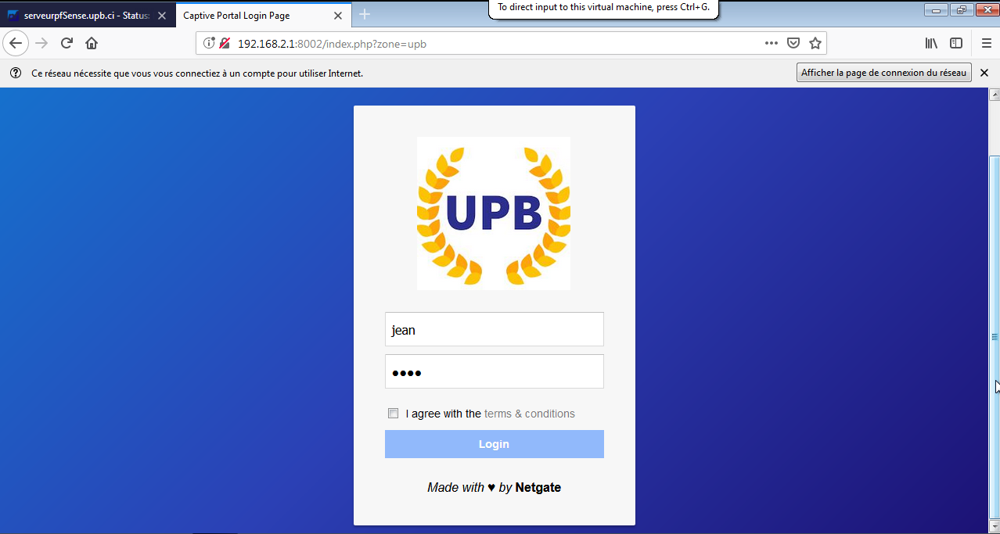 To direct input to this virtual machine, press Ctrl+G.
serveurpfSense.upb.ci - Status:
Captive Portal Login Page
192.168.2.1:8002/index.php?zone=upb
Ce réseau nécessite que vous vous connectiez à un compte pour utiliser Internet.
Afficher la page de connexion du réseau
UPB
jean
I agree with the terms & conditions
Login
Made with ♥ by Netgate